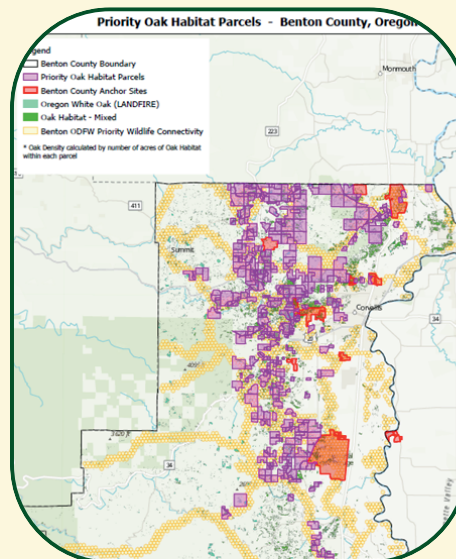 Priority Oak Habitat Parcels - Benton County, Oregon
egend
Benton County Boundary
Priority Oak Habitat Parcels
Benton County Anchor Sites
Oregon White Oak (LANDFIRE)
Oak Habitat - Mixed
Benton ODFW Priority Wildlife Connectivity
* Oak Density calculated by number of acres of Oak Habitat
within each parcel
Monmouth
223
411
Summit
Corvallis
34
20
34